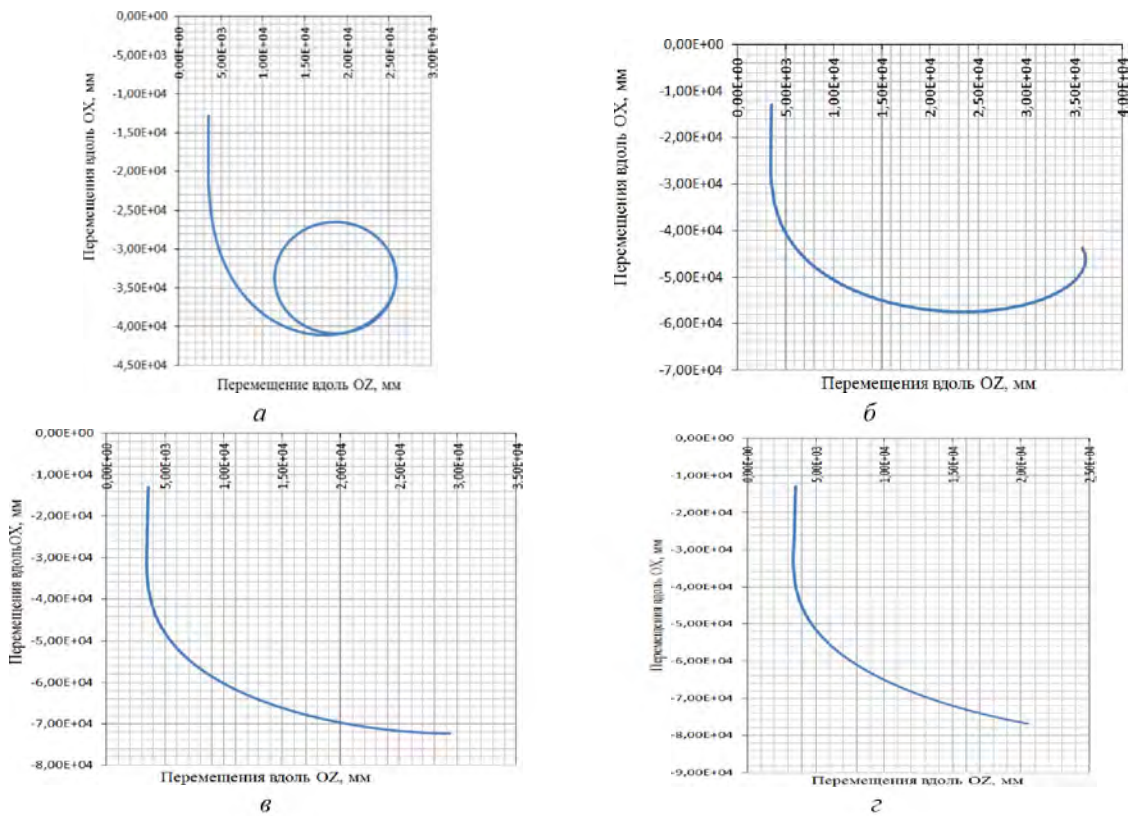 0,00E+00
-5,00E+03
-1,00E+04
-1,50E+04
-2,00E+04
-2,50E+04
-3,00E+04
-3,50E+04
-4,00E+04
-4,50E+04
0,00E+00
5,00E+03
1,00E+04
1,50E+04
2,00E+04
2,50E+04
3,00E+04
Перемещения вдоль OX, мм
Перемещение вдоль OZ, мм
а
0,00E+00
-1,00E+04
-2,00E+04
-3,00E+04
-4,00E+04
-5,00E+04
-6,00E+04
-7,00E+04
0,00E+00
5,00E+03
1,00E+04
1,50E+04
2,00E+04
2,50E+04
3,00E+04
3,50E+04
4,00E+04
Перемещения вдоль OX, мм
Перемещения вдоль OZ, мм
б
0,00E+00
-1,00E+04
-2,00E+04
-3,00E+04
-4,00E+04
-5,00E+04
-6,00E+04
-7,00E+04
-8,00E+04
0,00E+00
5,00E+03
1,00E+04
1,50E+04
2,00E+04
2,50E+04
3,00E+04
3,50E+04
Перемещения вдольOX, мм
Перемещения вдоль OZ, мм
в
0,00E+00
-1,00E+04
-2,00E+04
-3,00E+04
-4,00E+04
-5,00E+04
-6,00E+04
-7,00E+04
-8,00E+04
-9,00E+04
0,00E+00
5,00E+03
1,00E+04
1,50E+04
2,00E+04
2,50E+04
Перемещения вдоль OX, мм
Перемещения вдоль OZ, мм
г